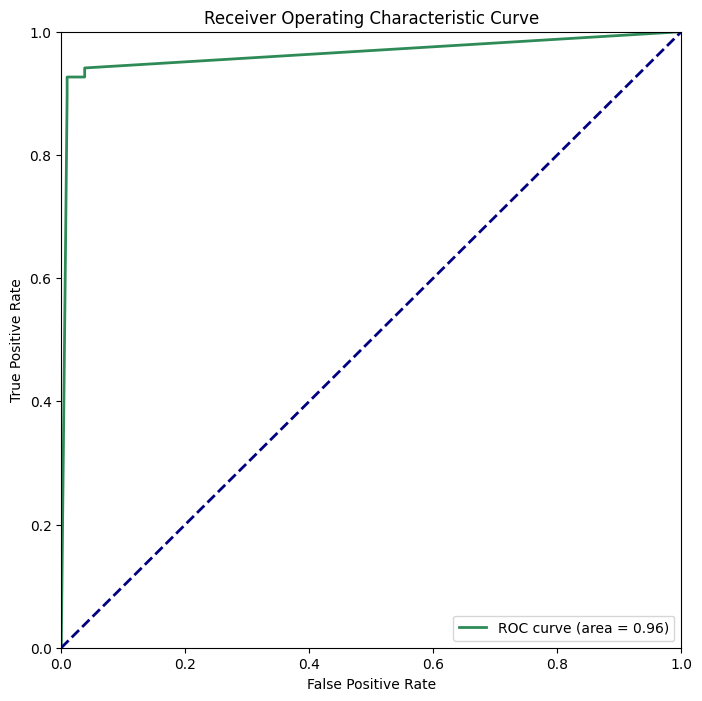 Receiver Operating Characteristic Curve
1.0
0.8
0.6
0.4
0.2
0.0
True Positive Rate
ROC curve (area = 0.96)
0.0 0.2 0.4 0.6 0.8 1.0
False Positive Rate